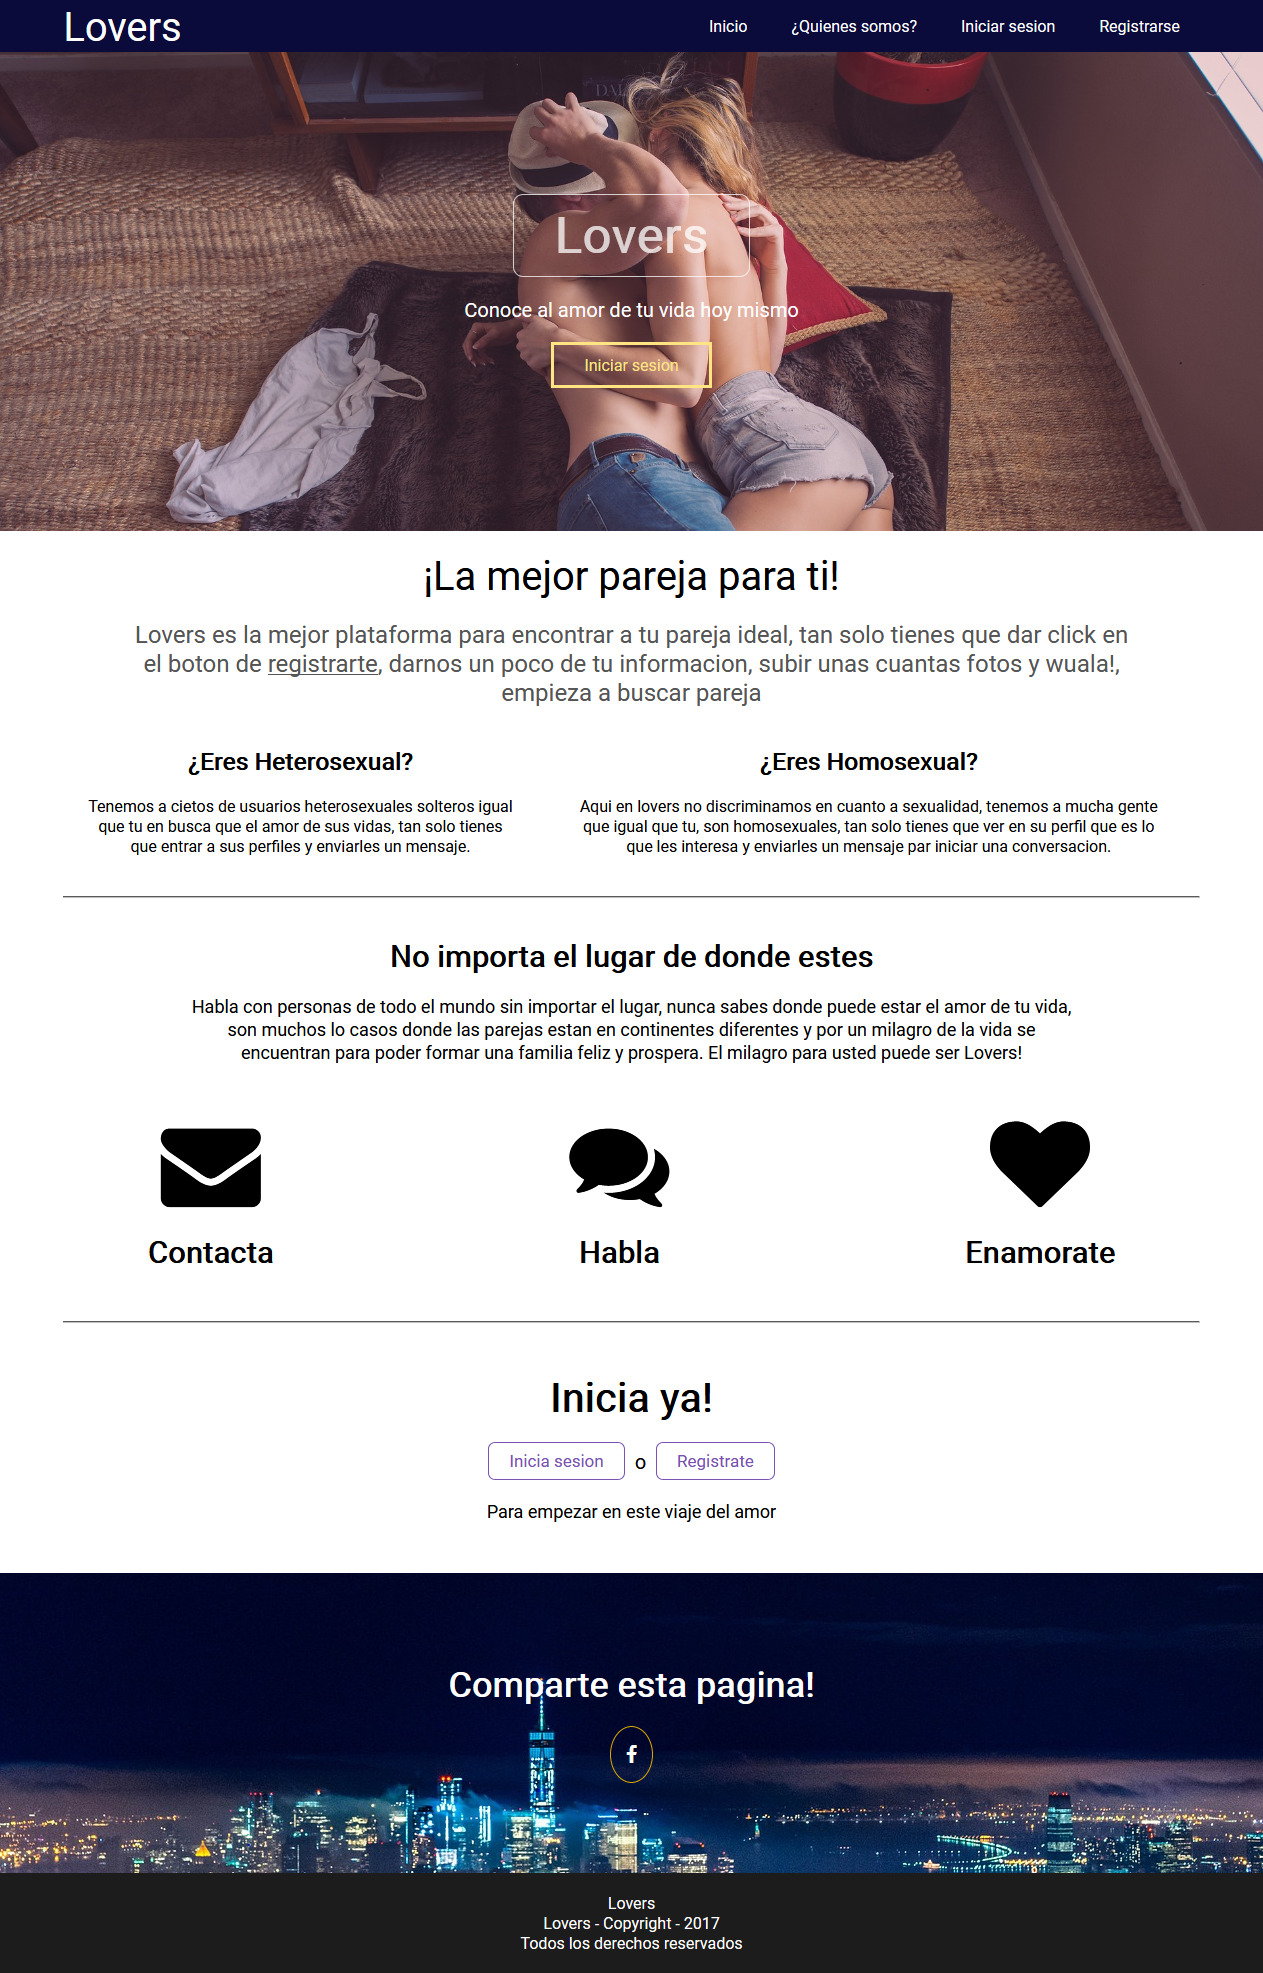 Lovers
Inicio
¿Quienes somos?
Iniciar sesion
Registrarse
DAL
Lovers
Conoce al amor de tu vida hoy mismo
Iniciar sesion
¡La mejor pareja para ti!
Lovers es la mejor plataforma para encontrar a tu pareja ideal, tan solo tienes que dar click en
el boton de registrarte, darnos un poco de tu informacion, subir unas cuantas fotos y wuala!,
empieza a buscar pareja
¿Eres Heterosexual?
Tenemos a cietos de usuarios heterosexuales solteros igual
que tu en busca que el amor de sus vidas, tan solo tienes
que entrar a sus perfiles y enviarles un mensaje.
¿Eres Homosexual?
Aqui en lovers no discriminamos en cuanto a sexualidad, tenemos a mucha gente
que igual que tu, son homosexuales, tan solo tienes que ver en su perfil que es lo
que les interesa y enviarles un mensaje par iniciar una conversacion.
No importa el lugar de donde estes
Habla con personas de todo el mundo sin importar el lugar, nunca sabes donde puede estar el amor de tu vida,
son muchos lo casos donde las parejas estan en continentes diferentes y por un milagro de la vida se
encuentran para poder formar una familia feliz y prospera. El milagro para usted puede ser Lovers!
Contacta
Habla
Enamorate
Inicia ya!
Inicia sesion o Registrate
Para empezar en este viaje del amor
Comparte esta pagina!
Lovers
Lovers - Copyright - 2017
Todos los derechos reservados